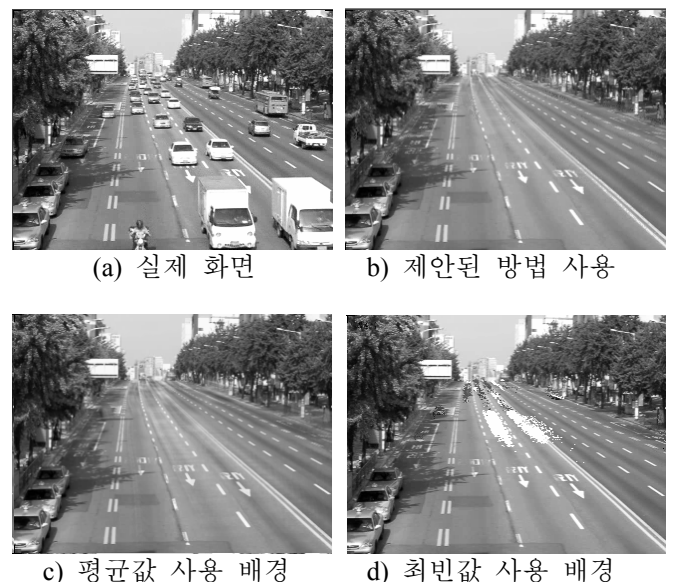 (a) 실제 화면
b) 제안된 방법 사용
c) 평균값 사용 배경
d) 최빈값 사용 배경